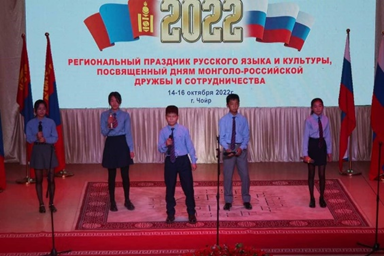 2022
РЕГИОНАЛЬНЫЙ ПРАЗДНИК РУССКОГО ЯЗЫКА И КУЛЬТУРЫ,
ПОСВЯЩЕННЫЙ ДНЯМ МОНГОЛО-РОССИЙСКОЙ
ДРУЖБЫ И СОТРУДНИЧЕСТВА
14-16 октября 2022г.
г. Чойр